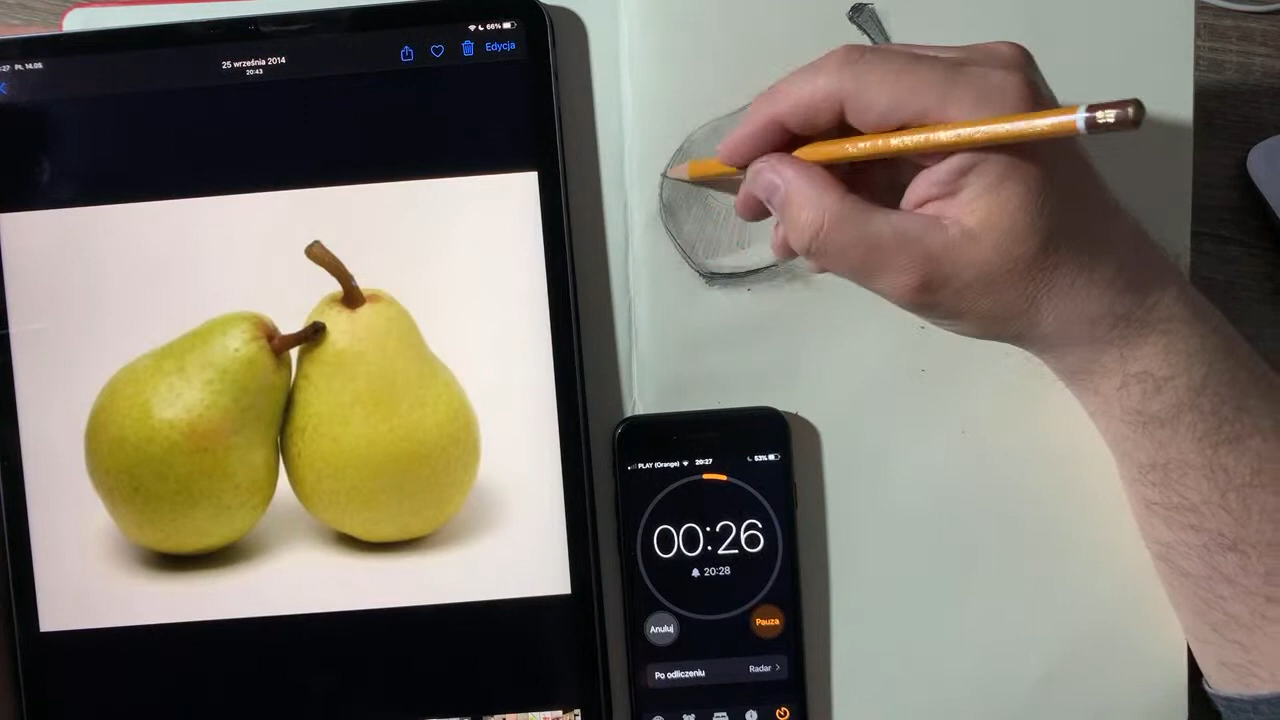 :27 Pt. 14.05
66%
25 września 2014
20:43
Edycja
PLAY (Orange)
20:27
53%
00:26
20:28
Anuluj
Pauza
Po odliczeniu
Radar